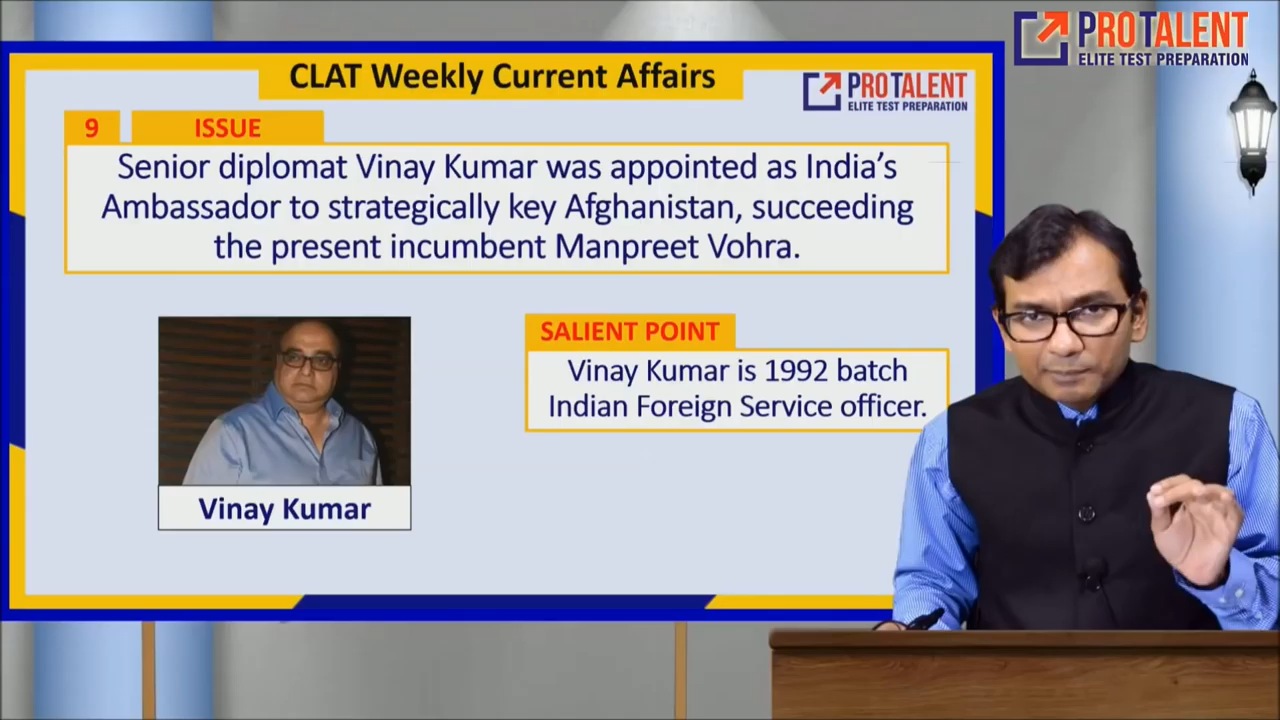 PROTALENT
ELITE TEST PREPARATION
CLAT Weekly Current Affairs
PROTALENT
ELITE TEST PREPARATION
9 ISSUE
Senior diplomat Vinay Kumar was appointed as India’s
Ambassador to strategically key Afghanistan, succeeding
the present incumbent Manpreet Vohra.
SALIENT POINT
Vinay Kumar is 1992 batch
Indian Foreign Service officer.
Vinay Kumar